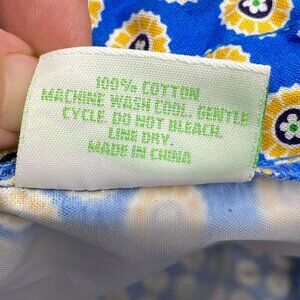 100% COTTON
MACHINE WASH COOL. GENTLE
CYCLE. DO NOT BLEACH.
LINE DRY.
MADE IN CHINA